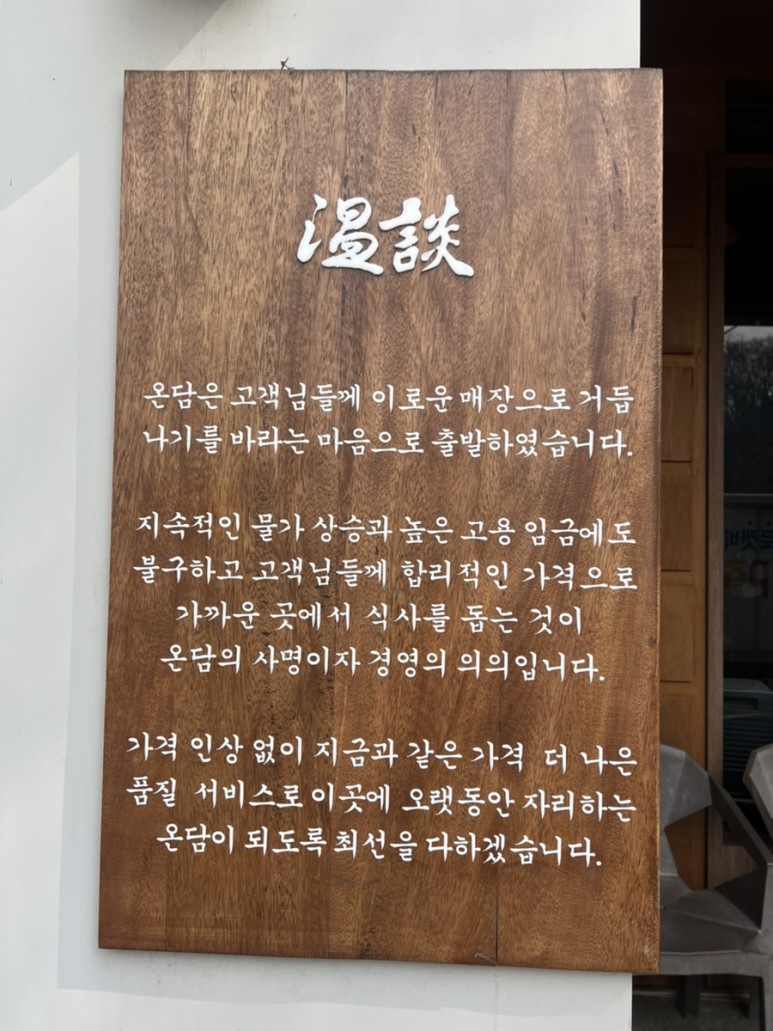 溫談
온담은 고객님들께 이로운 매장으로 거듭
나기를 바라는 마음으로 출발하였습니다.
지속적인 물가 상승과 높은 고용 임금에도
불구하고 고객님들께 합리적인 가격으로
가까운 곳에서 식사를 돕는 것이
온담의 사명이자 경영의 의의입니다.
가격 인상 없이 지금과 같은 가격 더 나은
품질 서비스로 이곳에 오랫동안 자리하는
온담이 되도록 최선을 다하겠습니다.